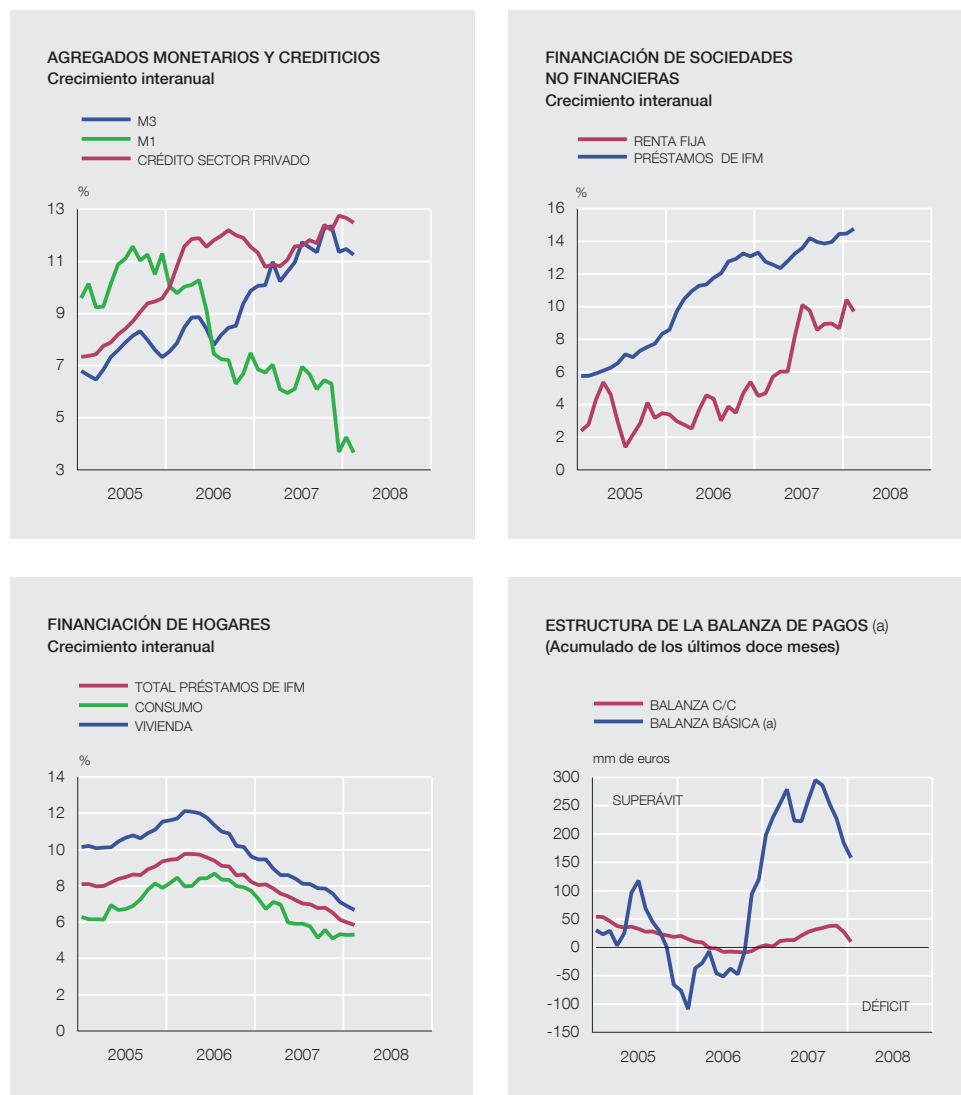 AGREGADOS MONETARIOS Y CREDITICIOS
Crecimiento interanual
M3
M1
CRÉDITO SECTOR PRIVADO
%
13
11
9
7
5
3
2005 2006 2007 2008
FINANCIACIÓN DE SOCIEDADES
NO FINANCIERAS
Crecimiento interanual
RENTA FIJA
PRÉSTAMOS DE IFM
%
16
14
12
10
8
6
4
2
0
2005 2006 2007 2008
FINANCIACIÓN DE HOGARES
Crecimiento interanual
TOTAL PRÉSTAMOS DE IFM
CONSUMO
VIVIENDA
%
14
12
10
8
6
4
2
0
2005 2006 2007 2008
ESTRUCTURA DE LA BALANZA DE PAGOS (a)
(Acumulado de los últimos doce meses)
BALANZA C/C
BALANZA BÁSICA (a)
mm de euros
300
SUPERÁVIT
250
200
150
100
50
0
-50
-100
DÉFICIT
-150
2005 2006 2007 2008